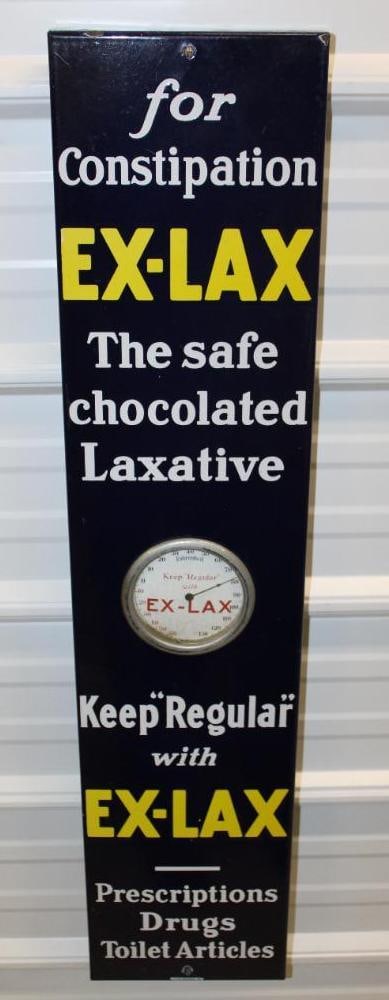 for
Constipation
EX-LAX
The safe
chocolated
Laxative
Keep "Regular"
with
EX-LAX
Keep "Regular"
with
EX-LAX
Prescriptions
Drugs
Toilet Articles